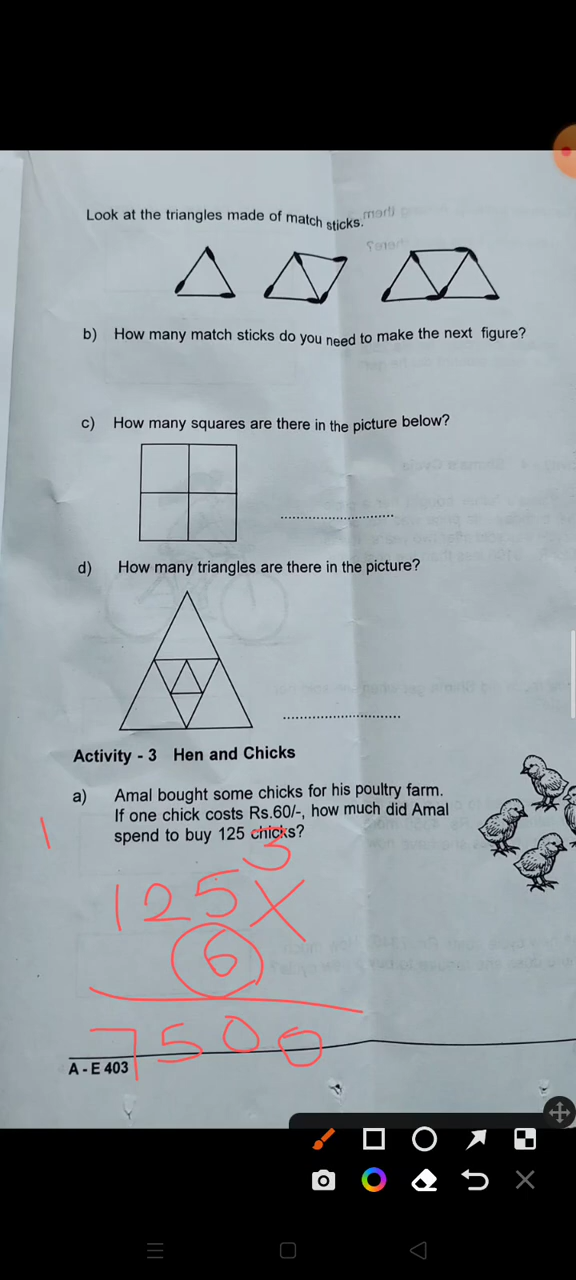 Look at the triangles made of match sticks.
b) How many match sticks do you need to make the next figure?
c) How many squares are there in the picture below?
........................
d) How many triangles are there in the picture?
........................
Activity - 3 Hen and Chicks
a) Amal bought some chicks for his poultry farm.
If one chick costs Rs.60/-, how much did Amal
spend to buy 125 chicks?
1
3
125 X
6
7500
A - E 403